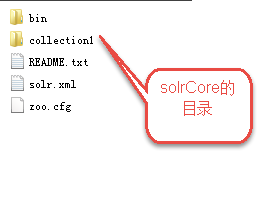 bin
collection1
README.txt
solr.xml
zoo.cfg
solrCore的
目录